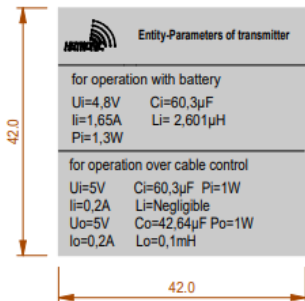 HETRONIC
Entity-Parameters of transmitter
for operation with battery
Ui=4,8V Ci=60,3µF
Ii=1,65A Li= 2,601µH
Pi=1,3W
for operation over cable control
Ui=5V Ci=60,3µF Pi=1W
Ii=0,2A Li=Negligible
Uo=5V Co=42,64µF Po=1W
Io=0,2A Lo=0,1mH
42.0
42.0